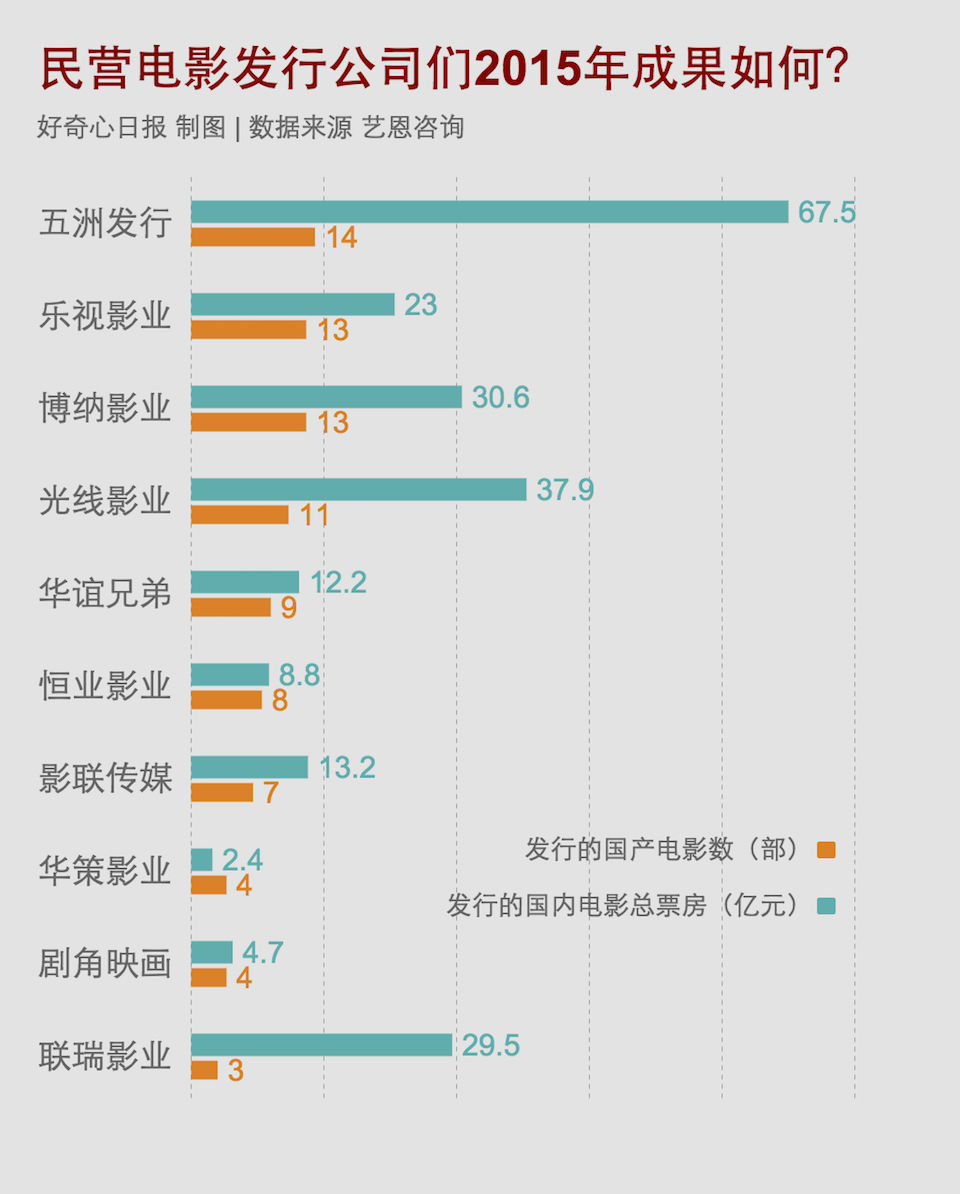 民营电影发行公司们2015年成果如何?
好奇心日报 制图 | 数据来源 艺恩咨询
五洲发行
67.5
14
乐视影业
23
13
博纳影业
30.6
13
光线影业
37.9
11
华谊兄弟
12.2
9
恒业影业
8.8
8
影联传媒
13.2
7
发行的国产电影数（部）
华策影业
2.4
4
发行的国内电影总票房（亿元）
剧角映画
4.7
4
联瑞影业
29.5
3